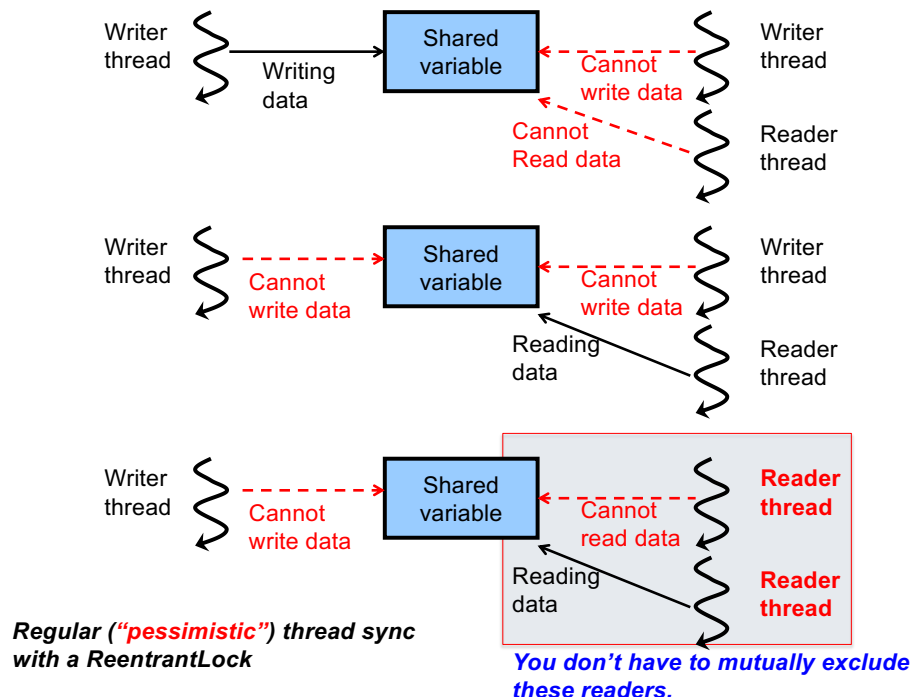 Writer
thread
Writing
data
Shared
variable
Cannot
write data
Writer
thread
Cannot
Read data
Reader
thread
Writer
thread
Cannot
write data
Shared
variable
Cannot
write data
Writer
thread
Reading
data
Reader
thread
Writer
thread
Cannot
write data
Shared
variable
Cannot
read data
Reader
thread
Reading
data
Reader
thread
Regular (“pessimistic”) thread sync
with a ReentrantLock
You don’t have to mutually exclude
these readers.